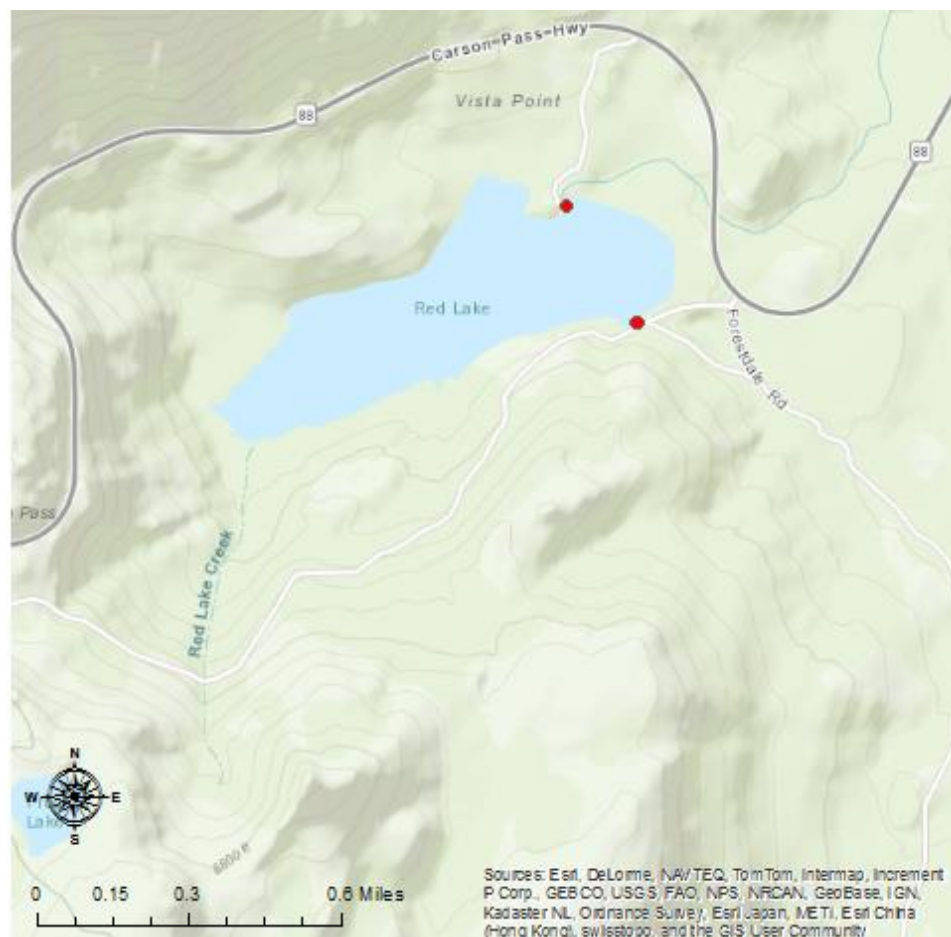 Carson-Pass-Hwy
88
Vista Point
88
Red Lake
Forestdale Rd
Pass
Red Lake Creek
N
W E
S
Lake
6800 ft
0 0.15 0.3 0.6 Miles
Sources: Esri, DeLorme, NAVTEQ, TomTom, Intermap, increment
P Corp., GEBCO, USGS, FAO, NPS, NRCAN, GeoBase, IGN,
Kadaster NL, Ordnance Survey, Esri Japan, METI, Esri China
(Hong Kong), swisstopo, and the GIS User Community